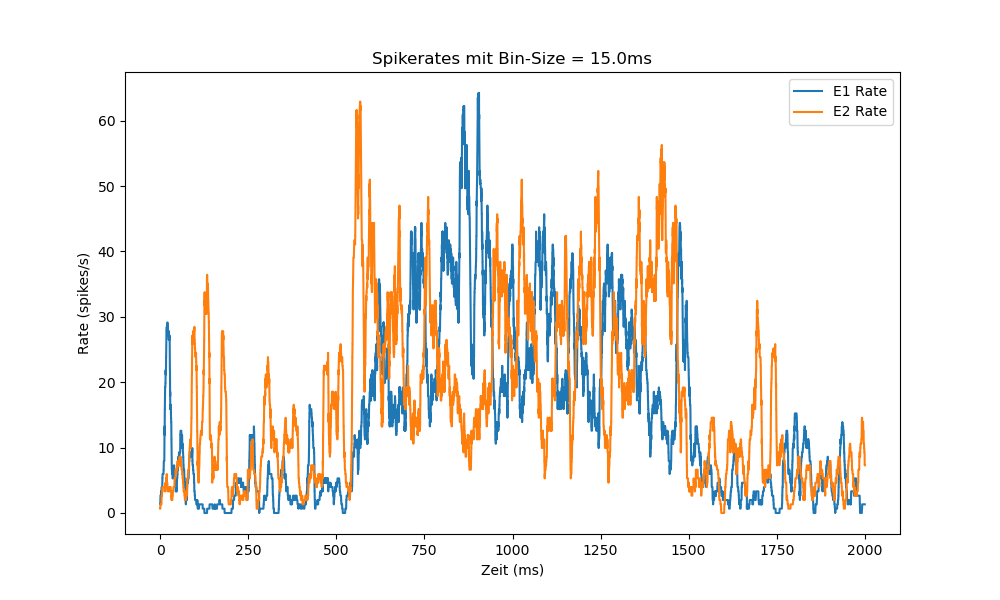 Spikerates mit Bin-Size = 15.0ms
E1 Rate
E2 Rate
60
50
40
30
20
10
0
Rate (spikes/s)
0 250 500 750 1000 1250 1500 1750 2000
Zeit (ms)